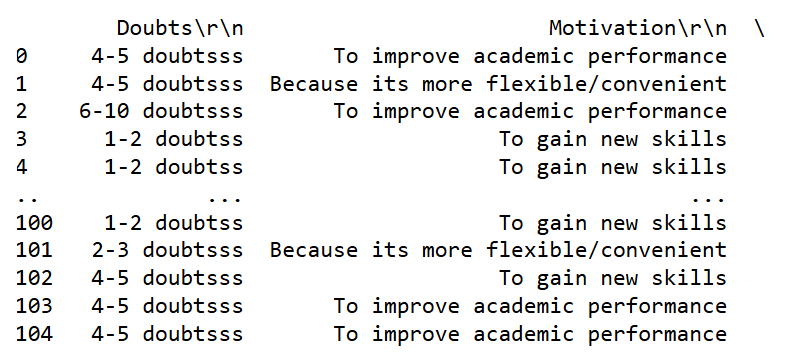 Doubts\r\n Motivation\r\n \
0 4-5 doubtsss To improve academic performance
1 4-5 doubtsss Because its more flexible/convenient
2 6-10 doubtsss To improve academic performance
3 1-2 doubtss To gain new skills
4 1-2 doubtss To gain new skills
.. ... ...
100 1-2 doubtss To gain new skills
101 2-3 doubtsss Because its more flexible/convenient
102 4-5 doubtsss To gain new skills
103 4-5 doubtsss To improve academic performance
104 4-5 doubtsss To improve academic performance